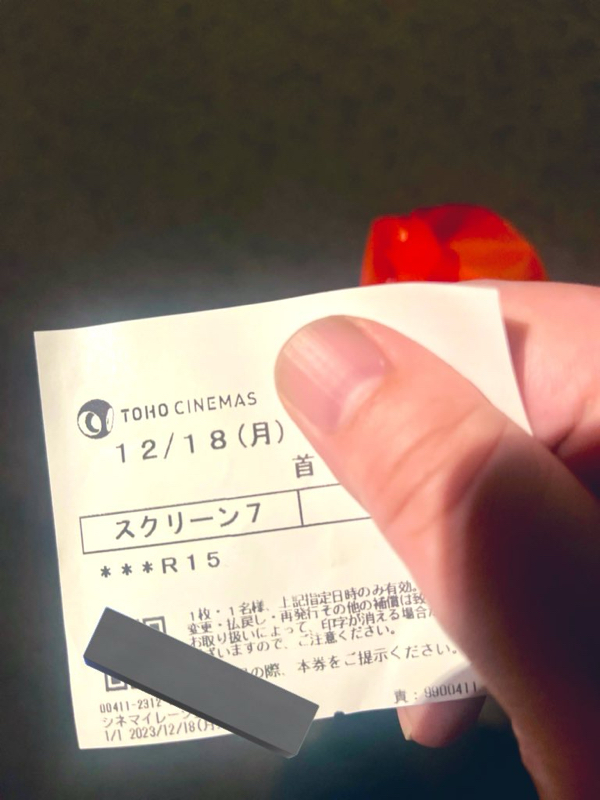 TOHO CINEMAS
12/18(月)
首
スクリーン7
***R15
1枚・1名様、上記指定日時のみ有効。
変更・払戻し・再発行その他の補償は致
お取り扱いによって、印字が消える場合が
ざいますので、ご注意ください。
の際、本券をご提示ください。
責:9900411
00411-2312
シネマイレー
1/1 2023/12/18(月